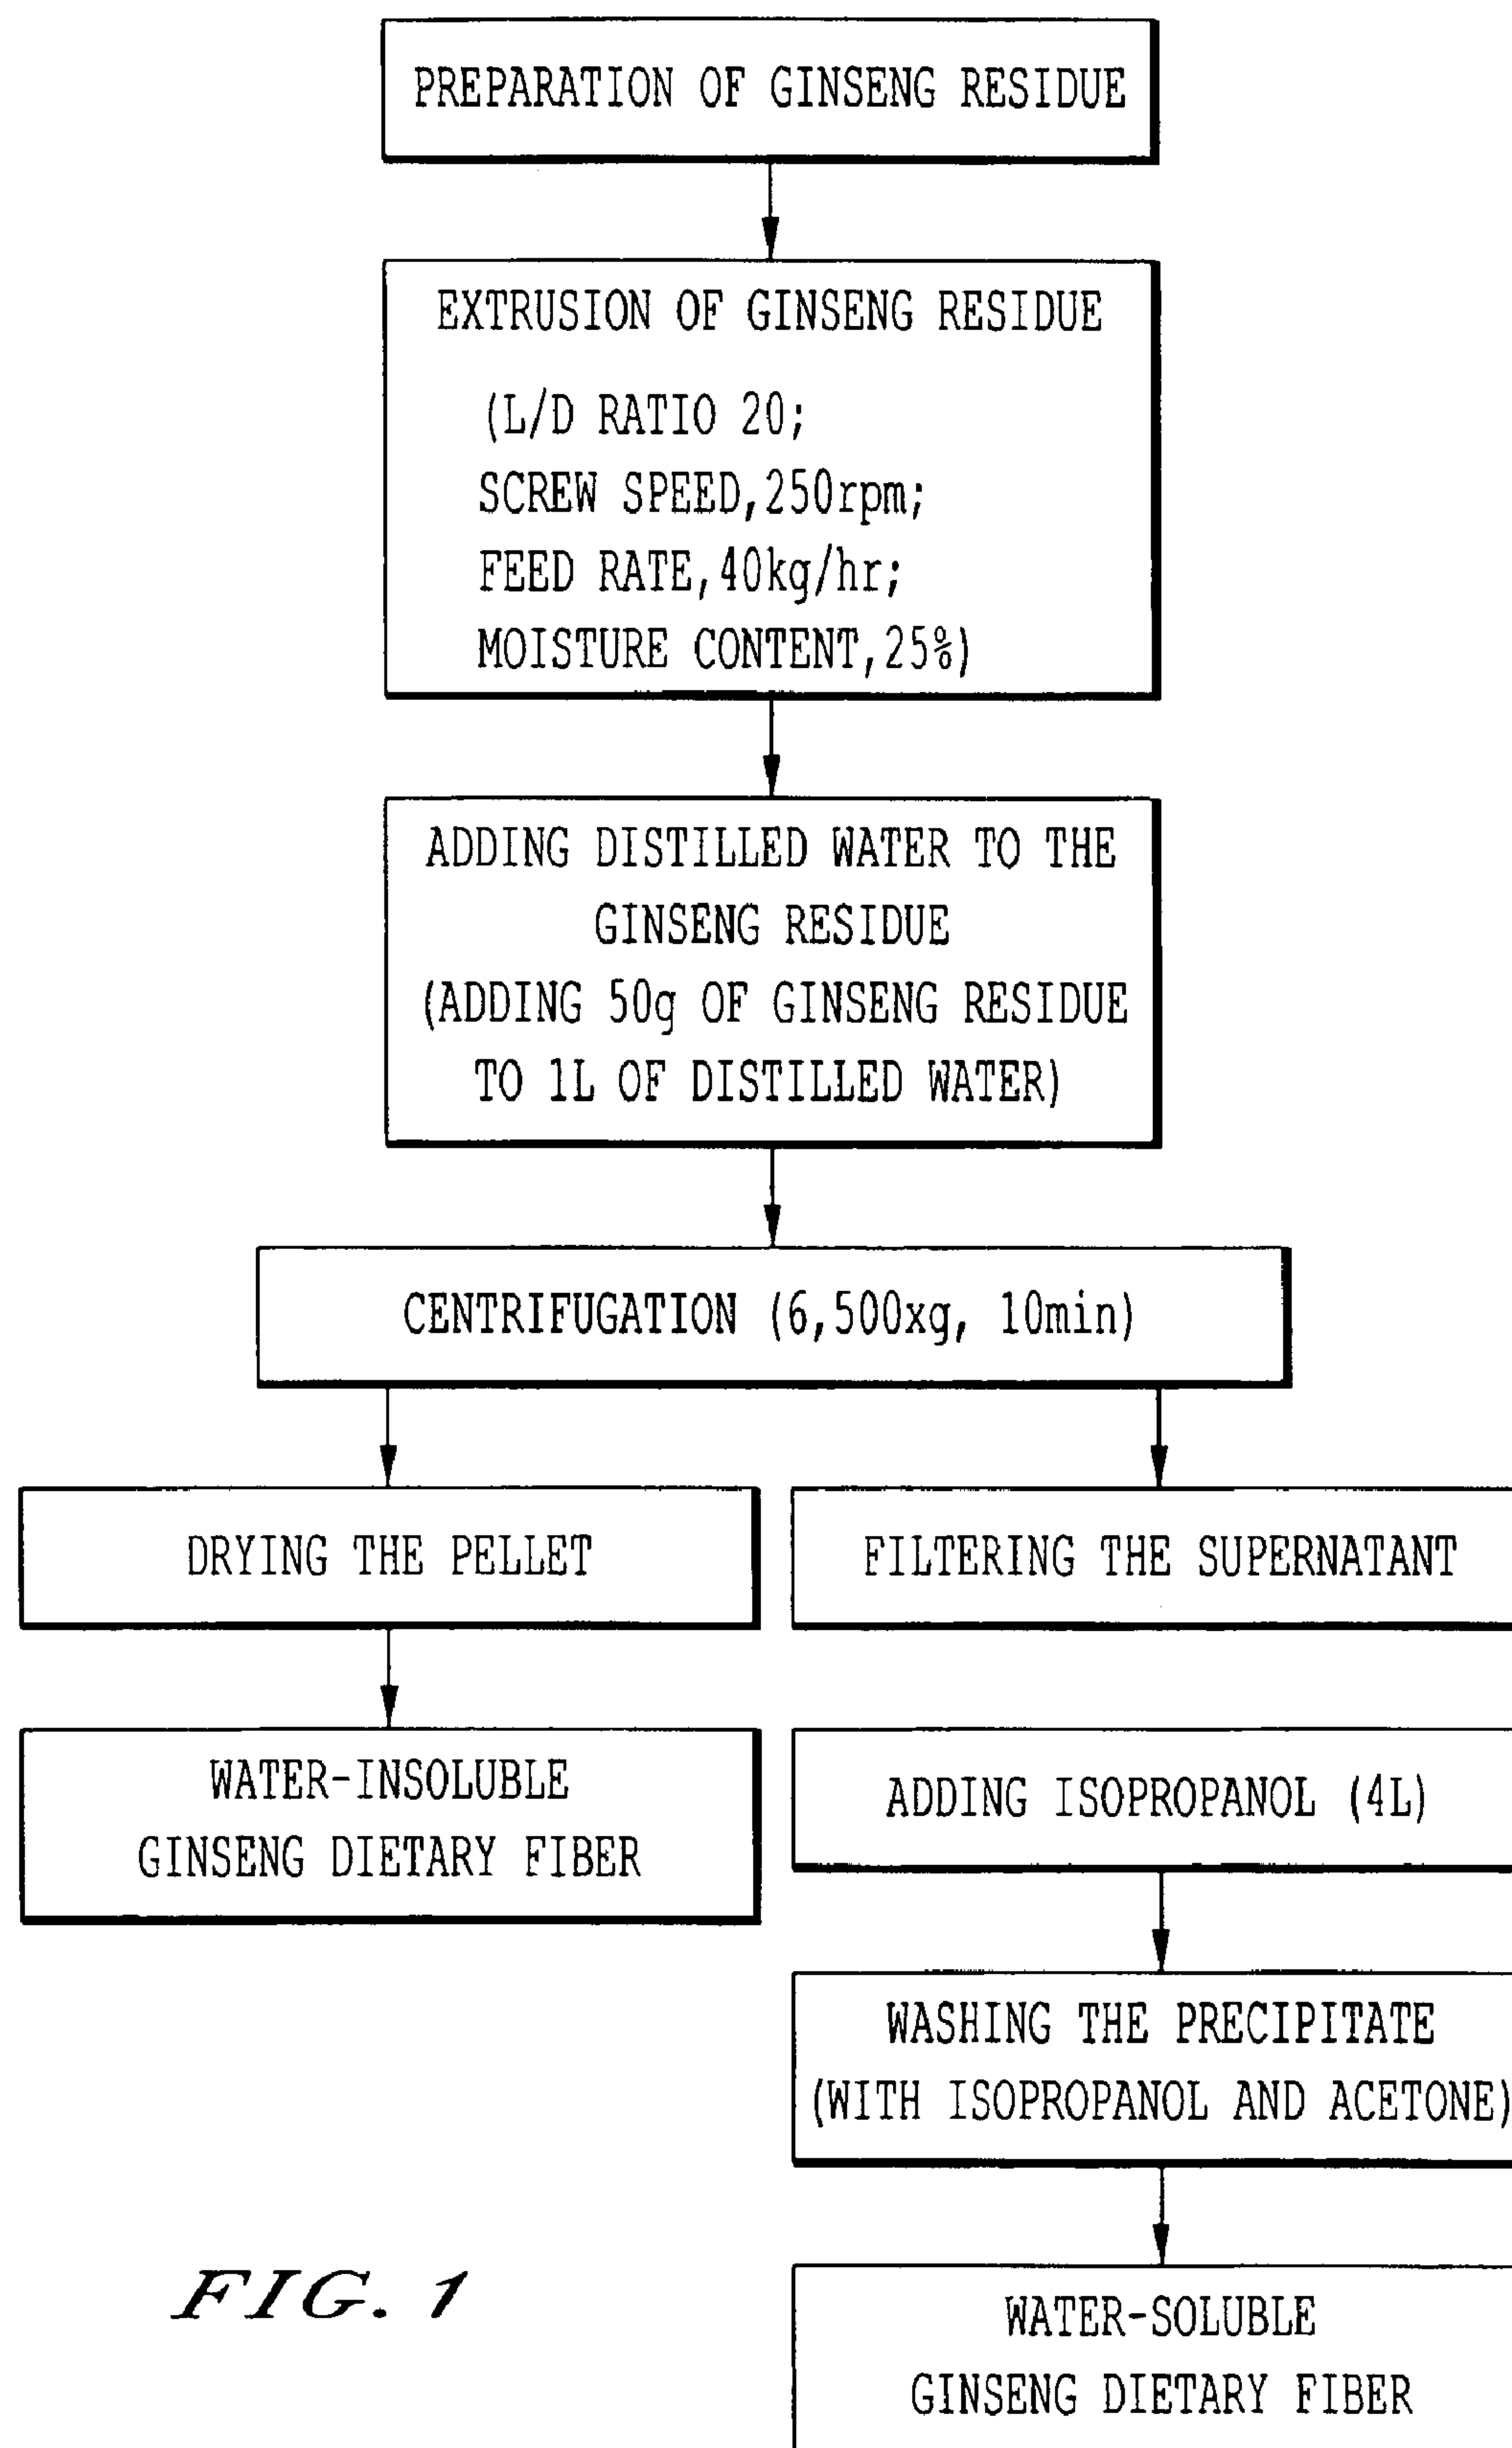 PREPARATION OF GINSENG RESIDUE
EXTRUSION OF GINSENG RESIDUE
(L/D RATIO 20;
SCREW SPEED,250rpm;
FEED RATE,40kg/hr;
MOISTURE CONTENT,25%)
ADDING DISTILLED WATER TO THE
GINSENG RESIDUE
(ADDING 50g OF GINSENG RESIDUE
TO 1L OF DISTILLED WATER)
CENTRIFUGATION (6,500xg, 10min)
DRYING THE PELLET
WATER-INSOLUBLE
GINSENG DIETARY FIBER
FILTERING THE SUPERNATANT
ADDING ISOPROPANOL (4L)
WASHING THE PRECIPITATE
(WITH ISOPROPANOL AND ACETONE)
WATER-SOLUBLE
GINSENG DIETARY FIBER
FIG. 1